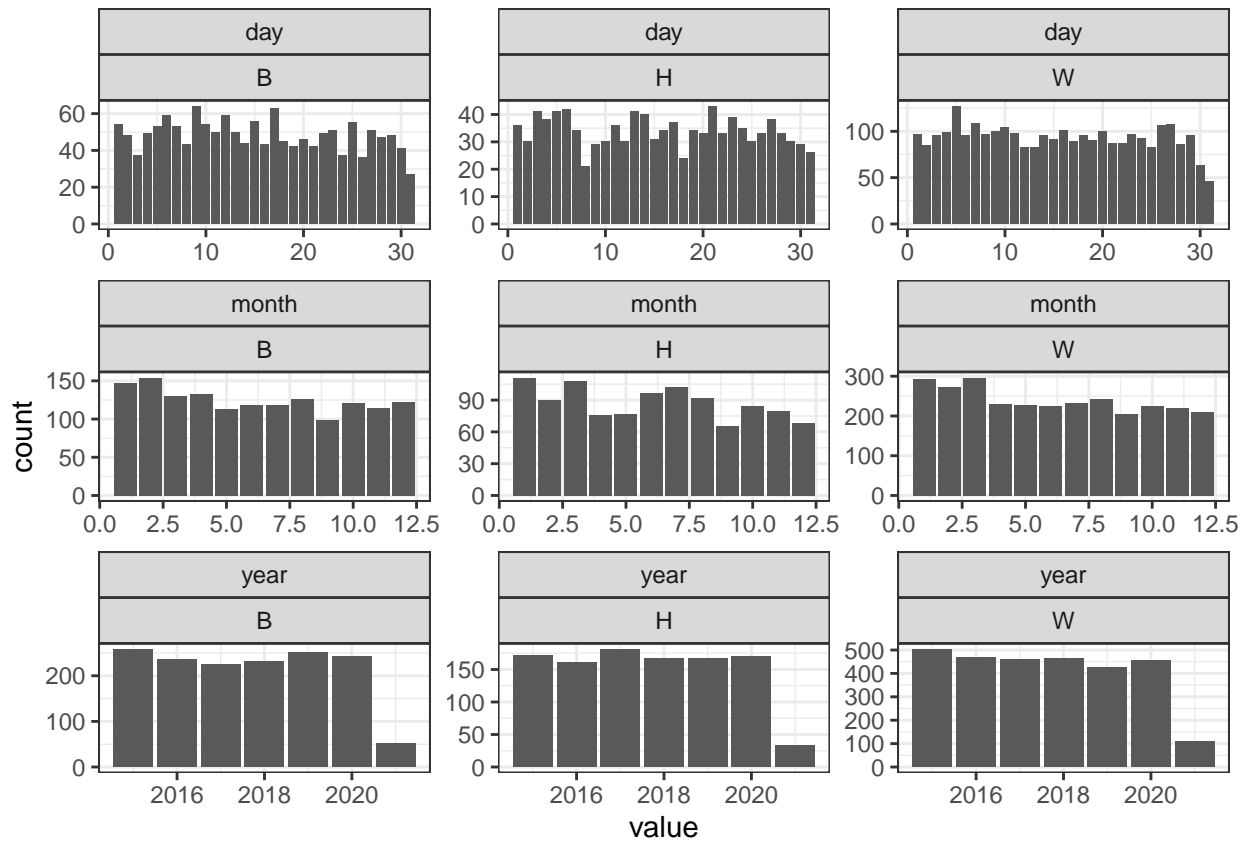 day day day
B H W
60 40 100
40 30 50
20 20 0
0 10
0
0 10 20 30 0 10 20 30 0 10 20 30
month month month
B H W
150 90 300
100 60 200
50 30 100
0 0 0
0.0 2.5 5.0 7.5 10.0 12.5 0.0 2.5 5.0 7.5 10.0 12.5 0.0 2.5 5.0 7.5 10.0 12.5
count
year year year
B H W
200 150 500
100 100 400
0 50 300
0 200
100
0
2016 2018 2020 2016 2018 2020 2016 2018 2020
value